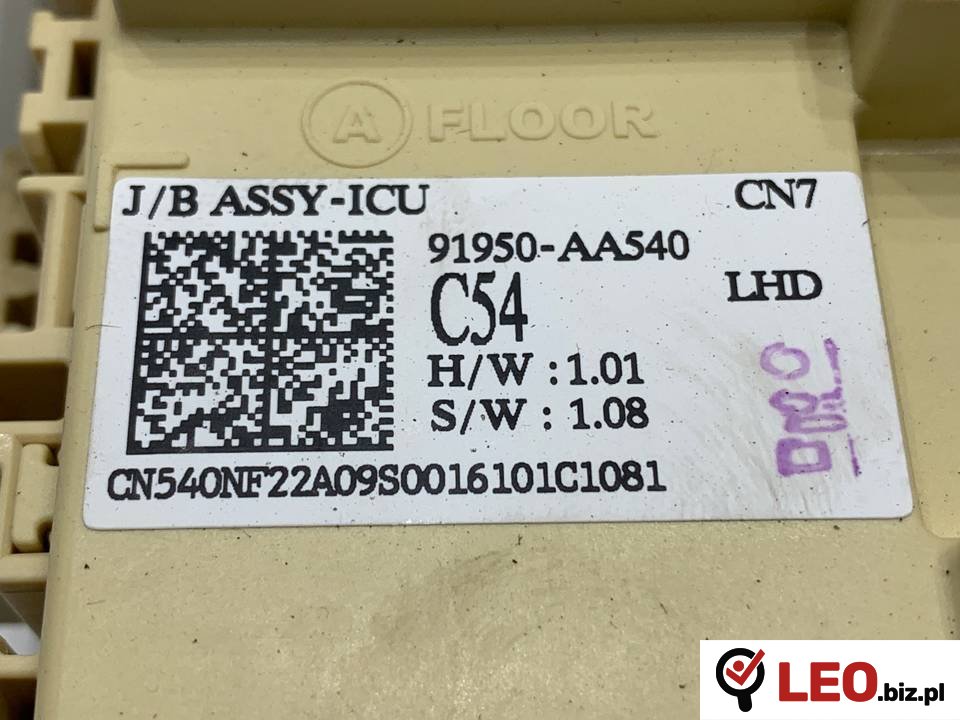 A FLOOR
J/B ASSY-ICU
CN7
91950-AA540
LHD
C54
H/W : 1.01
S/W : 1.08
CN540NF22A09S0016101C1081
LEO.biz.pl